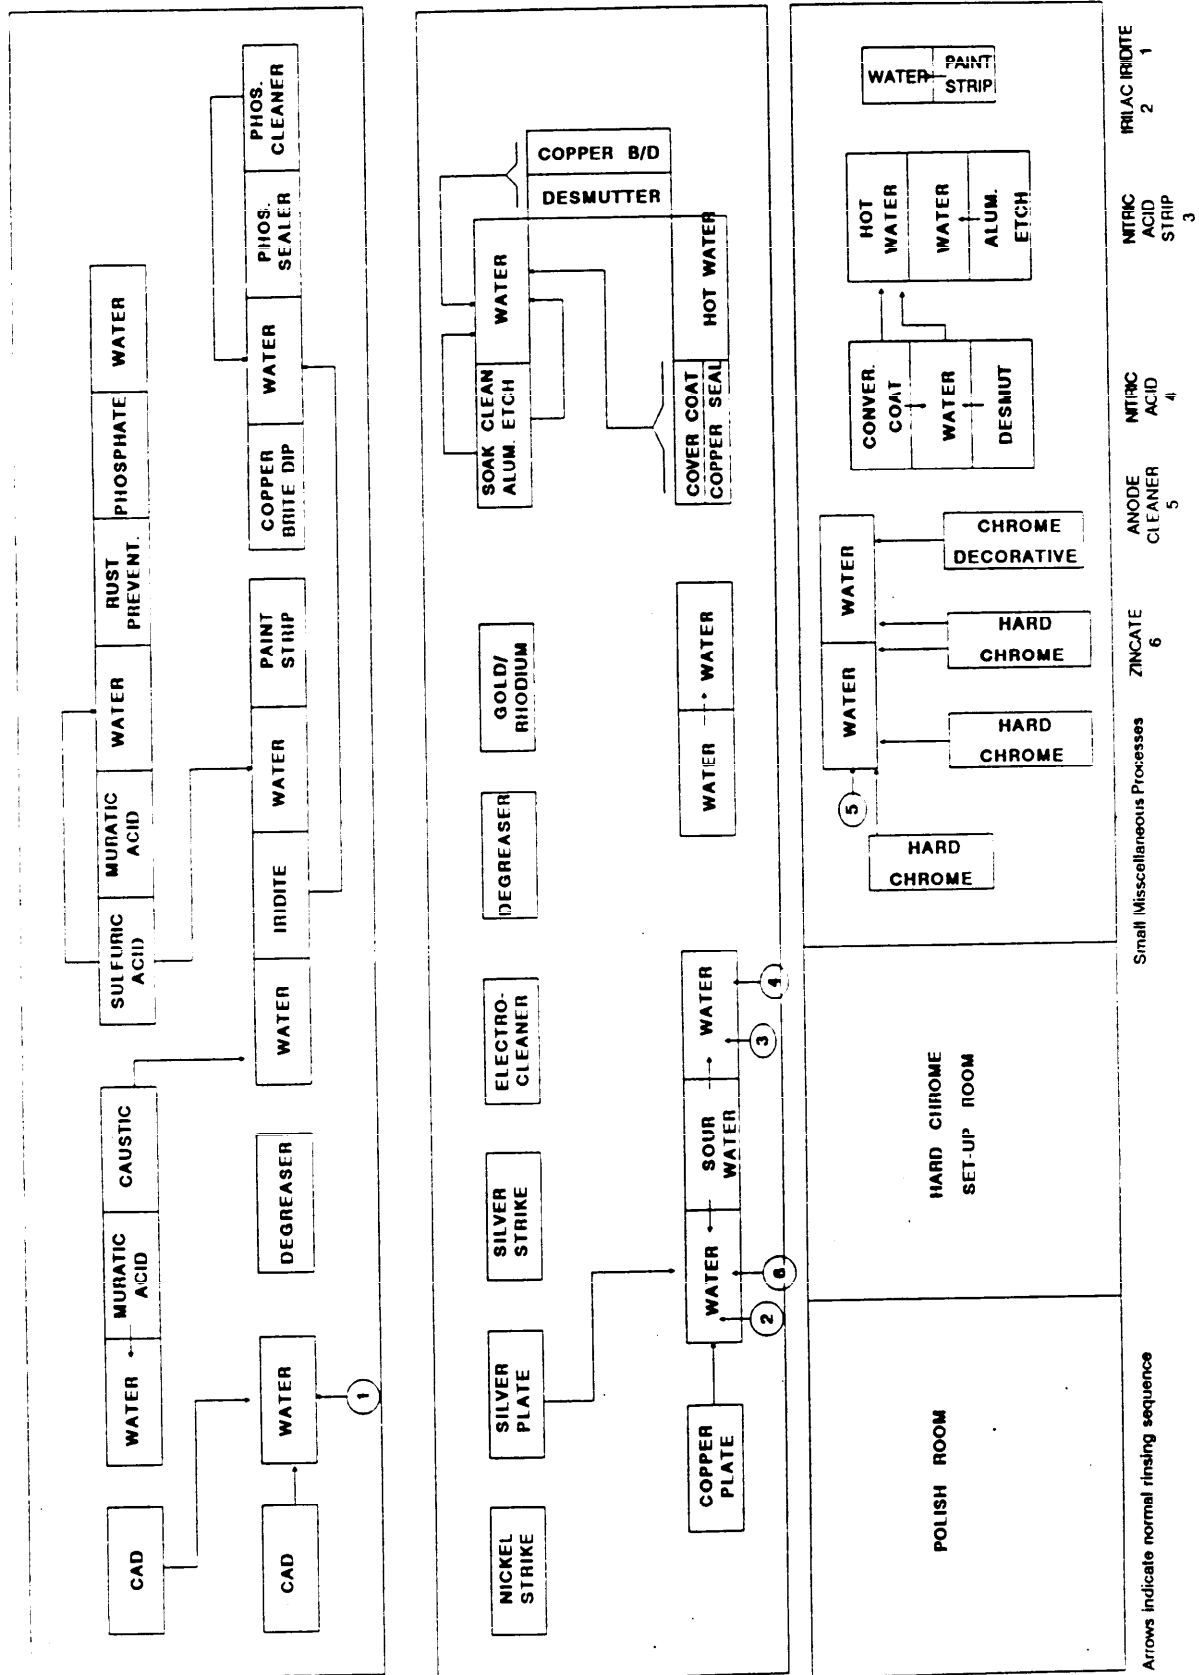 CAD
WATER
MURATIC
ACID
CAUSTIC
SULFURIC
ACID
MURATIC
ACID
WATER
RUST
PREVENT.
PHOSPHATE
WATER
CAD
WATER
1
DEGREASER
WATER
IRIDITE
WATER
PAINT
STRIP
COPPER
BRITE DIP
WATER
PHOS.
SEALER
PHOS.
CLEANER
NICKEL
STRIKE
SILVER
PLATE
SILVER
STRIKE
ELECTRO-
CLEANER
DEGREASER
GOLD/
RHODIUM
SOAK CLEAN
ALUM. ETCH
WATER
DESMUTTER
COPPER B/D
COPPER
PLATE
WATER
2
6
SOUR
WATER
WATER
3
4
WATER
WATER
COVER COAT
COPPER SEAL
HOT WATER
POLISH ROOM
HARD CHROME
SET-UP ROOM
HARD
CHROME
5
WATER
WATER
HARD
CHROME
HARD
CHROME
CHROME
DECORATIVE
CONVER.
COAT
WATER
DESMUT
HOT
WATER
WATER
ALUM.
ETCH
WATER
PAINT
STRIP
Arrows indicate normal rinsing sequence
Small Misscellaneous Processes
ZINCATE
6
ANODE
CLEANER
5
NITRIC
ACID
4
NITRIC
ACID
STRIP
3
IRILAC
2
IRIDITE
1